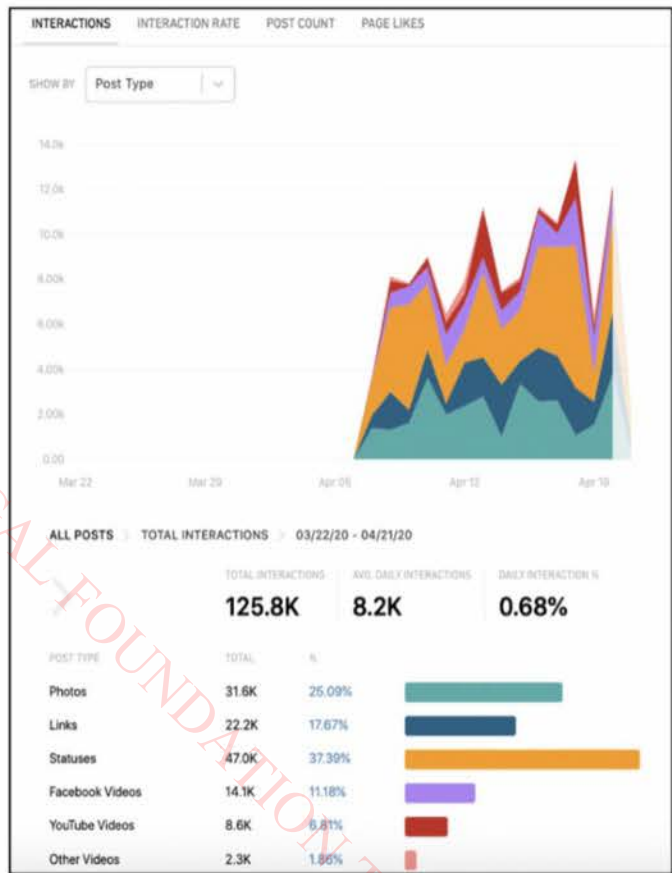 INTERACTIONS INTERACTION RATE POST COUNT PAGE LIKES
SHOW BY Post Type
14.0k
12.0k
10.0k
8.00k
6.00k
4.00k
2.00k
0.00
Mar 22 Mar 29 Apr 05 Apr 12 Apr 19
ALL POSTS TOTAL INTERACTIONS 03/22/20 - 04/21/20
TOTAL INTERACTIONS AVG. DAILY INTERACTIONS DAILY INTERACTION %
125.8K 8.2K 0.68%
POST TYPE TOTAL %
Photos 31.6K 25.09%
Links 22.2K 17.67%
Statuses 47.0K 37.39%
Facebook Videos 14.1K 11.18%
YouTube Videos 8.6K 6.81%
Other Videos 2.3K 1.86%
FOUNDATION